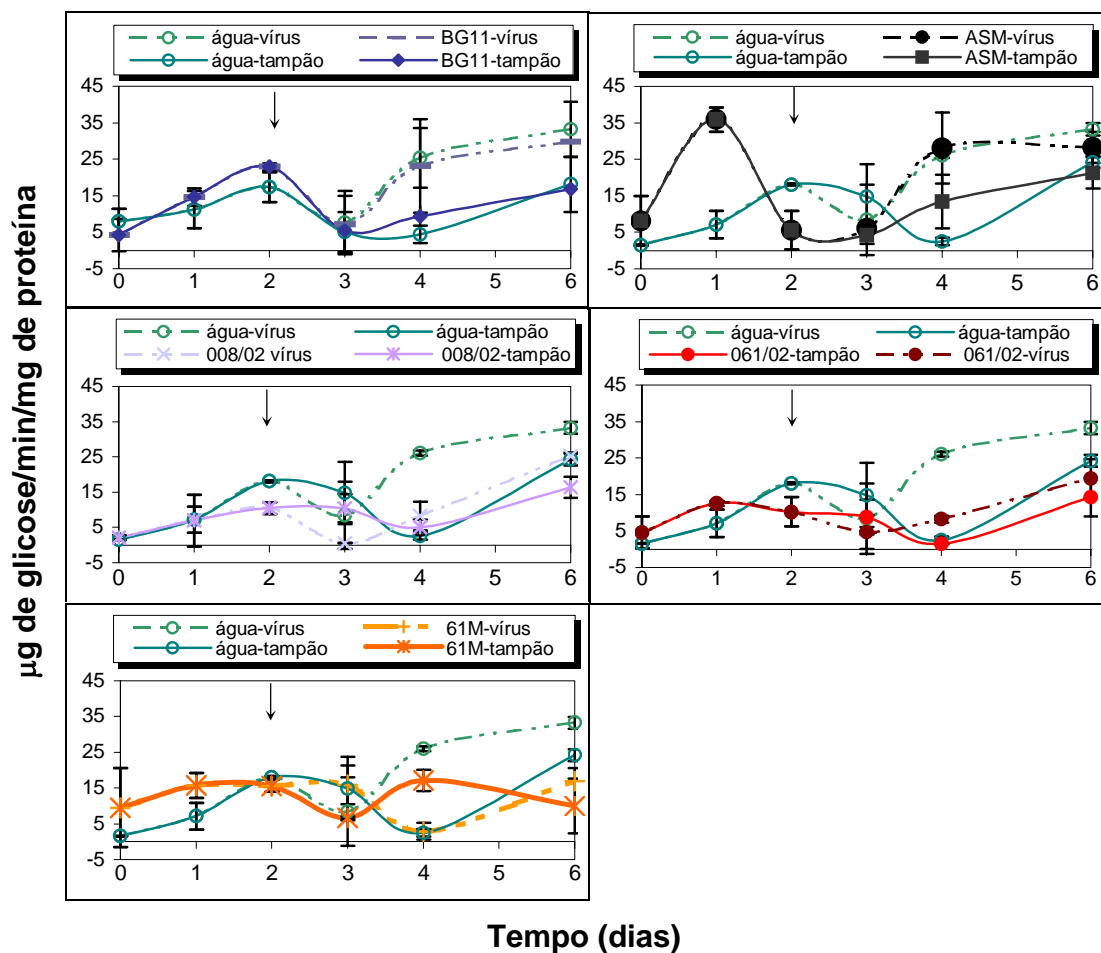 água-vírus BG11-vírus
água-tampão BG11-tampão
45
35
25
15
5
-5
0 1 2 3 4 5 6
água-vírus ASM-vírus
água-tampão ASM-tampão
45
35
25
15
5
-5
0 1 2 3 4 5 6
água-vírus água-tampão
008/02 vírus 008/02-tampão
45
35
25
15
5
-5
0 1 2 3 4 5 6
água-vírus água-tampão
061/02-tampão 061/02-vírus
45
35
25
15
5
-5
0 1 2 3 4 5 6
água-vírus 61M-vírus
água-tampão 61M-tampão
45
35
25
15
5
-5
0 1 2 3 4 5 6
µg de glicose/min/mg de proteína
Tempo (dias)